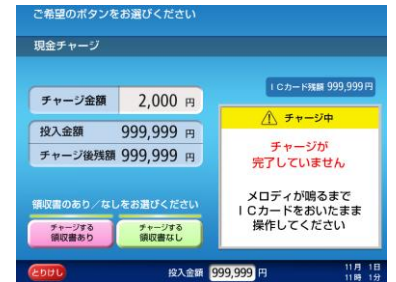 ご希望のボタンをお選びください
現金チャージ
ICカード残額 999,999円
チャージ金額 2,000 円
投入金額 999,999 円
チャージ後残額 999,999 円
チャージ中
チャージが
完了していません
メロディが鳴るまで
ICカードをおいたまま
操作してください
領収書のあり/なしをお選びください
チャージする
領収書あり
チャージする
領収書なし
とりけし
投入金額 999,999 円
11月 1日
11時 1分